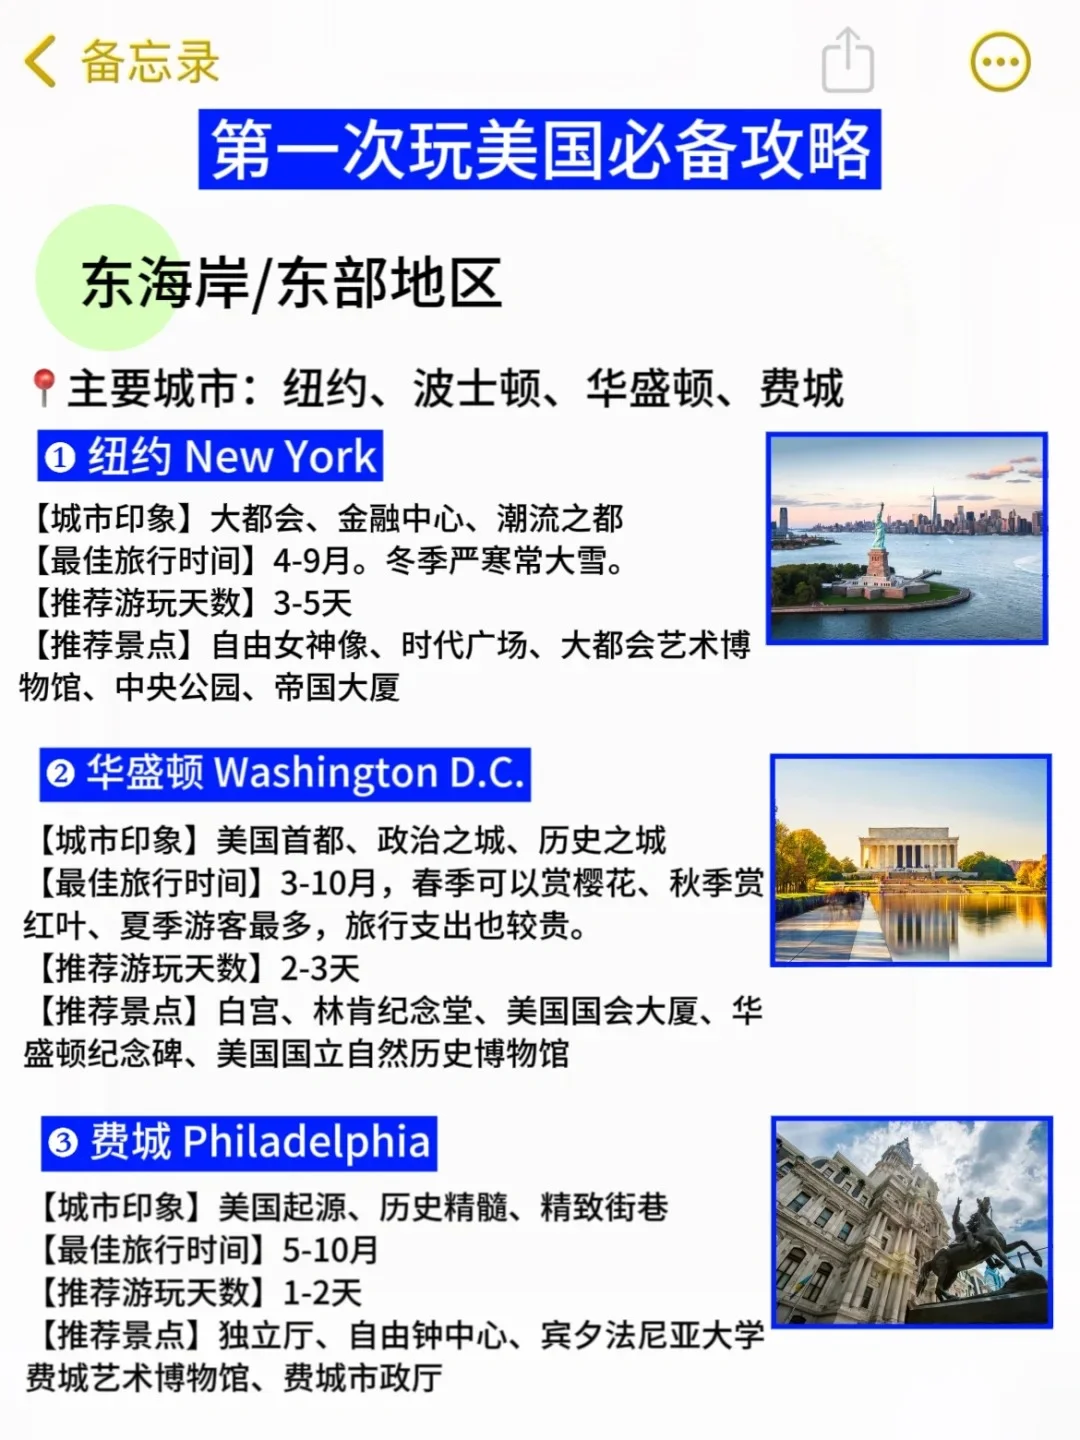 备忘录
第一次玩美国必备攻略
东海岸/东部地区
📍主要城市：纽约、波士顿、华盛顿、费城
❶ 纽约 New York
【城市印象】大都会、金融中心、潮流之都
【最佳旅行时间】4-9月。冬季严寒常大雪。
【推荐游玩天数】3-5天
【推荐景点】自由女神像、时代广场、大都会艺术博
物馆、中央公园、帝国大厦
❷ 华盛顿 Washington D.C.
【城市印象】美国首都、政治之城、历史之城
【最佳旅行时间】3-10月，春季可以赏樱花、秋季赏
红叶、夏季游客最多，旅行支出也较贵。
【推荐游玩天数】2-3天
【推荐景点】白宫、林肯纪念堂、美国国会大厦、华
盛顿纪念碑、美国国立自然历史博物馆
❸ 费城 Philadelphia
【城市印象】美国起源、历史精髓、精致街巷
【最佳旅行时间】5-10月
【推荐游玩天数】1-2天
【推荐景点】独立厅、自由钟中心、宾夕法尼亚大学
费城艺术博物馆、费城市政厅